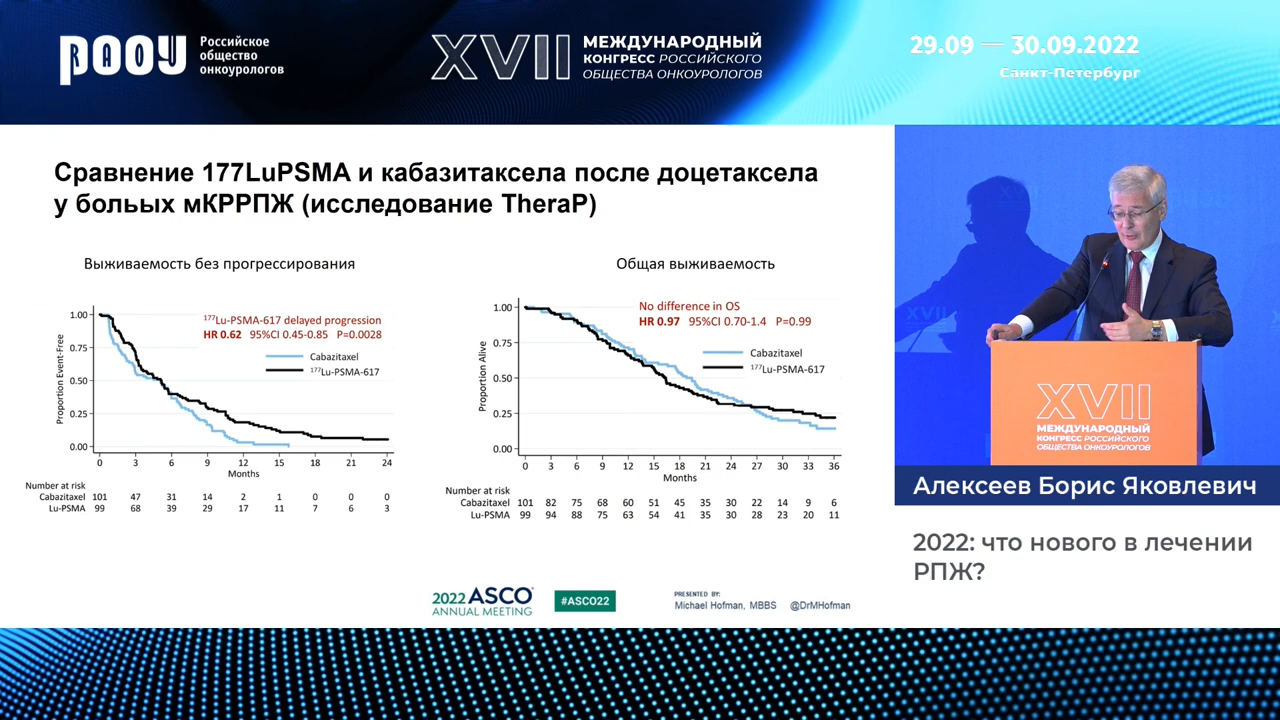 РООУ
RAOU
Российское
общество
онкоурологов
XVII
МЕЖДУНАРОДНЫЙ
КОНГРЕСС РОССИЙСКОГО
ОБЩЕСТВА ОНКОУРОЛОГОВ
29.09 — 30.09.2022
Санкт-Петербург
Сравнение 177LuPSMA и кабазитаксела после доцетаксела
у больых мКРРПЖ (исследование TheraP)
Выживаемость без прогрессирования
177Lu-PSMA-617 delayed progression
HR 0.62 95%CI 0.45-0.85 P=0.0028
Cabazitaxel
177Lu-PSMA-617
Proportion Event-Free
1.00
0.75
0.50
0.25
0.00
0 3 6 9 12 15 18 21 24
Months
Number at risk
Cabazitaxel 101 47 31 14 2 1 0 0 0
Lu-PSMA 99 68 39 29 17 11 7 6 3
Общая выживаемость
No difference in OS
HR 0.97 95%CI 0.70-1.4 P=0.99
Cabazitaxel
177Lu-PSMA-617
Proportion Alive
1.00
0.75
0.50
0.25
0.00
0 3 6 9 12 15 18 21 24 27 30 33 36
Months
Number at risk
Cabazitaxel 101 82 75 68 60 51 45 35 30 22 14 9 6
Lu-PSMA 99 94 88 75 63 54 41 35 30 28 23 20 11
2022 ASCO
ANNUAL MEETING
#ASCO22
PRESENTED BY:
Michael Hofman, MBBS @DrMHofman
XVII
XVII
МЕЖДУНАРОДНЫЙ
КОНГРЕСС РОССИЙСКОГО
ОБЩЕСТВА ОНКОУРОЛОГОВ
Алексеев Борис Яковлевич
2022: что нового в лечении
РПЖ?